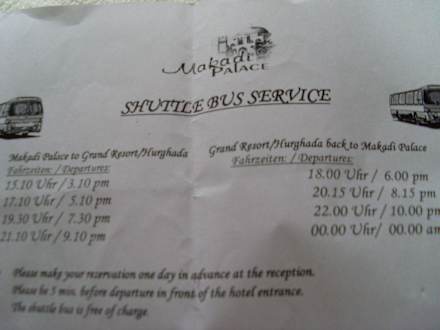 Makadi
PALACE
SHUTTLE BUS SERVICE
Makadi Palace to Grand Resort/Hurghada
Fahrzeiten: / Departures:
15.10 Uhr / 3.10 pm
17.10 Uhr / 5.10 pm
19.30 Uhr / 7.30 pm
21.10 Uhr / 9.10 pm
Grand Resort/Hurghada back to Makadi Palace
Fahrzeiten: / Departures:
18.00 Uhr / 6.00 pm
20.15 Uhr / 8.15 pm
22.00 Uhr / 10.00 pm
00.00 Uhr/ 00.00 am
Please make your reservation one day in advance at the reception.
Please be 5 min. before departure in front of the hotel entrance.
The shuttle bus is free of charge.